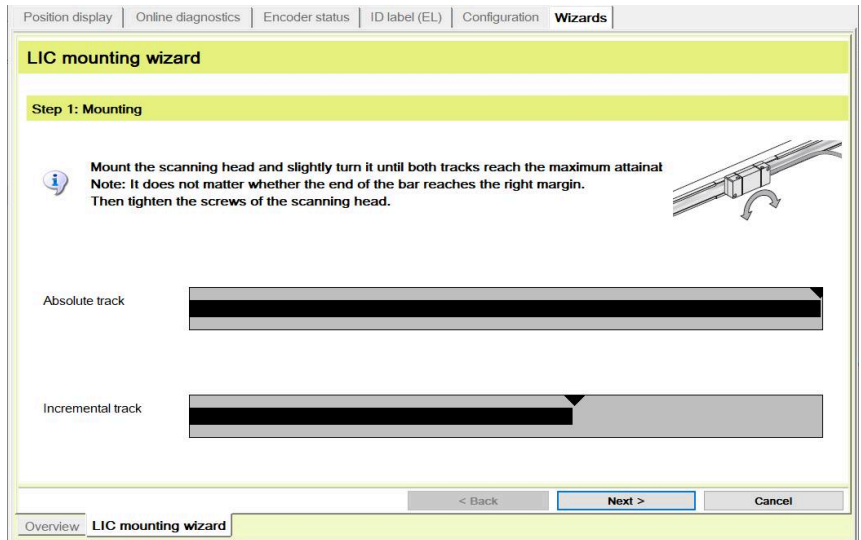 Position display
Online diagnostics
Encoder status
ID label (EL)
Configuration
Wizards
LIC mounting wizard
Step 1: Mounting
Mount the scanning head and slightly turn it until both tracks reach the maximum attainat
Note: It does not matter whether the end of the bar reaches the right margin.
Then tighten the screws of the scanning head.
Absolute track
Incremental track
< Back
Next >
Cancel
Overview
LIC mounting wizard